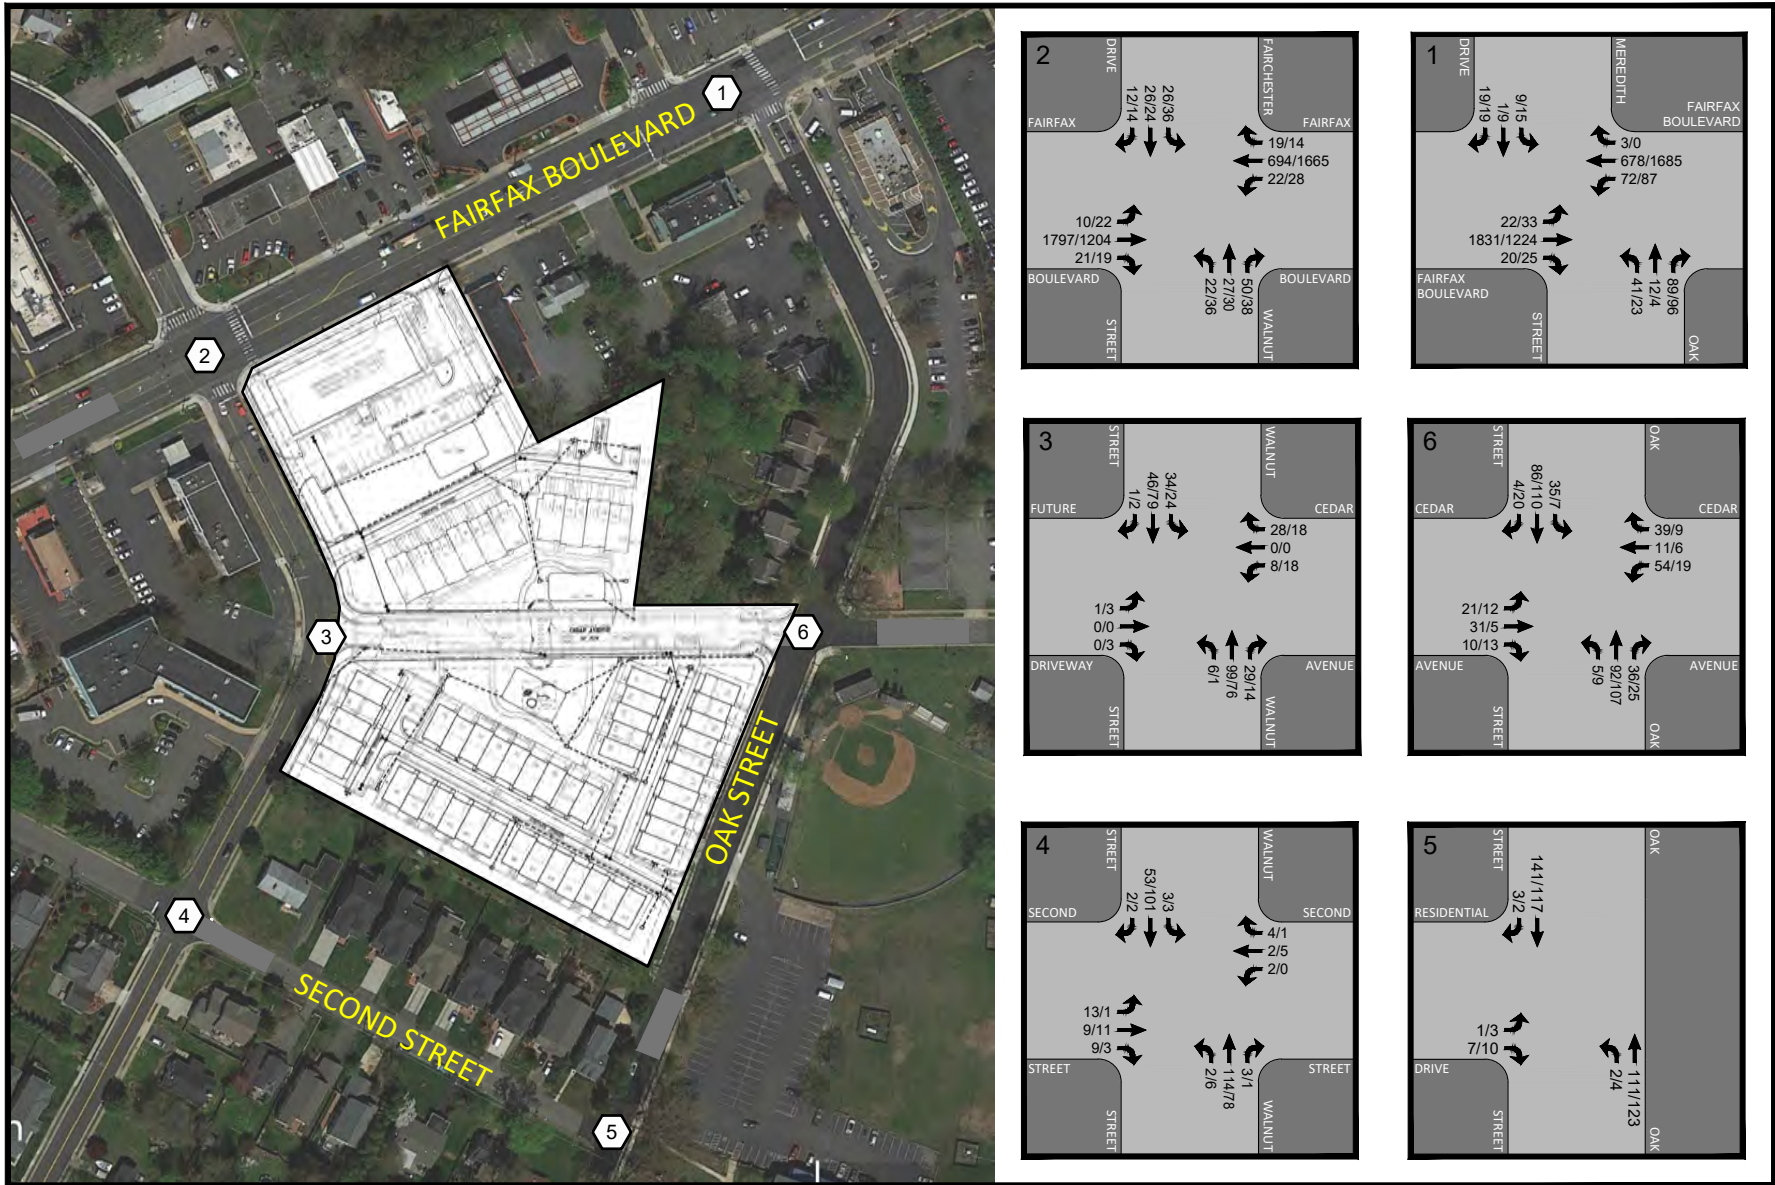 1
FAIRFAX BOULEVARD
2
3
6
OAK STREET
4
SECOND STREET
5
2
DRIVE
FAIRCHESTER
12/14
26/24
26/36
FAIRFAX
FAIRFAX
19/14
694/1665
22/28
10/22
1797/1204
21/19
BOULEVARD
BOULEVARD
22/36
27/30
50/38
STREET
WALNUT
1
DRIVE
MEREDITH
19/19
1/9
9/15
FAIRFAX
BOULEVARD
3/0
678/1685
72/87
22/33
1831/1224
20/25
FAIRFAX
BOULEVARD
41/23
12/4
89/96
STREET
OAK
3
STREET
WALNUT
1/2
46/79
34/24
FUTURE
CEDAR
28/18
0/0
8/18
1/3
0/0
0/3
DRIVEWAY
AVENUE
6/1
99/76
29/14
STREET
WALNUT
6
STREET
OAK
4/20
86/110
35/7
CEDAR
CEDAR
39/9
11/6
54/19
21/12
31/5
10/13
AVENUE
AVENUE
5/9
92/107
36/25
STREET
OAK
4
STREET
WALNUT
2/2
53/101
3/3
SECOND
SECOND
4/1
2/5
2/0
13/1
9/11
9/3
STREET
STREET
2/6
114/78
3/1
STREET
WALNUT
5
STREET
OAK
3/2
141/117
RESIDENTIAL
1/3
7/10
DRIVE
2/4
111/123
STREET
OAK